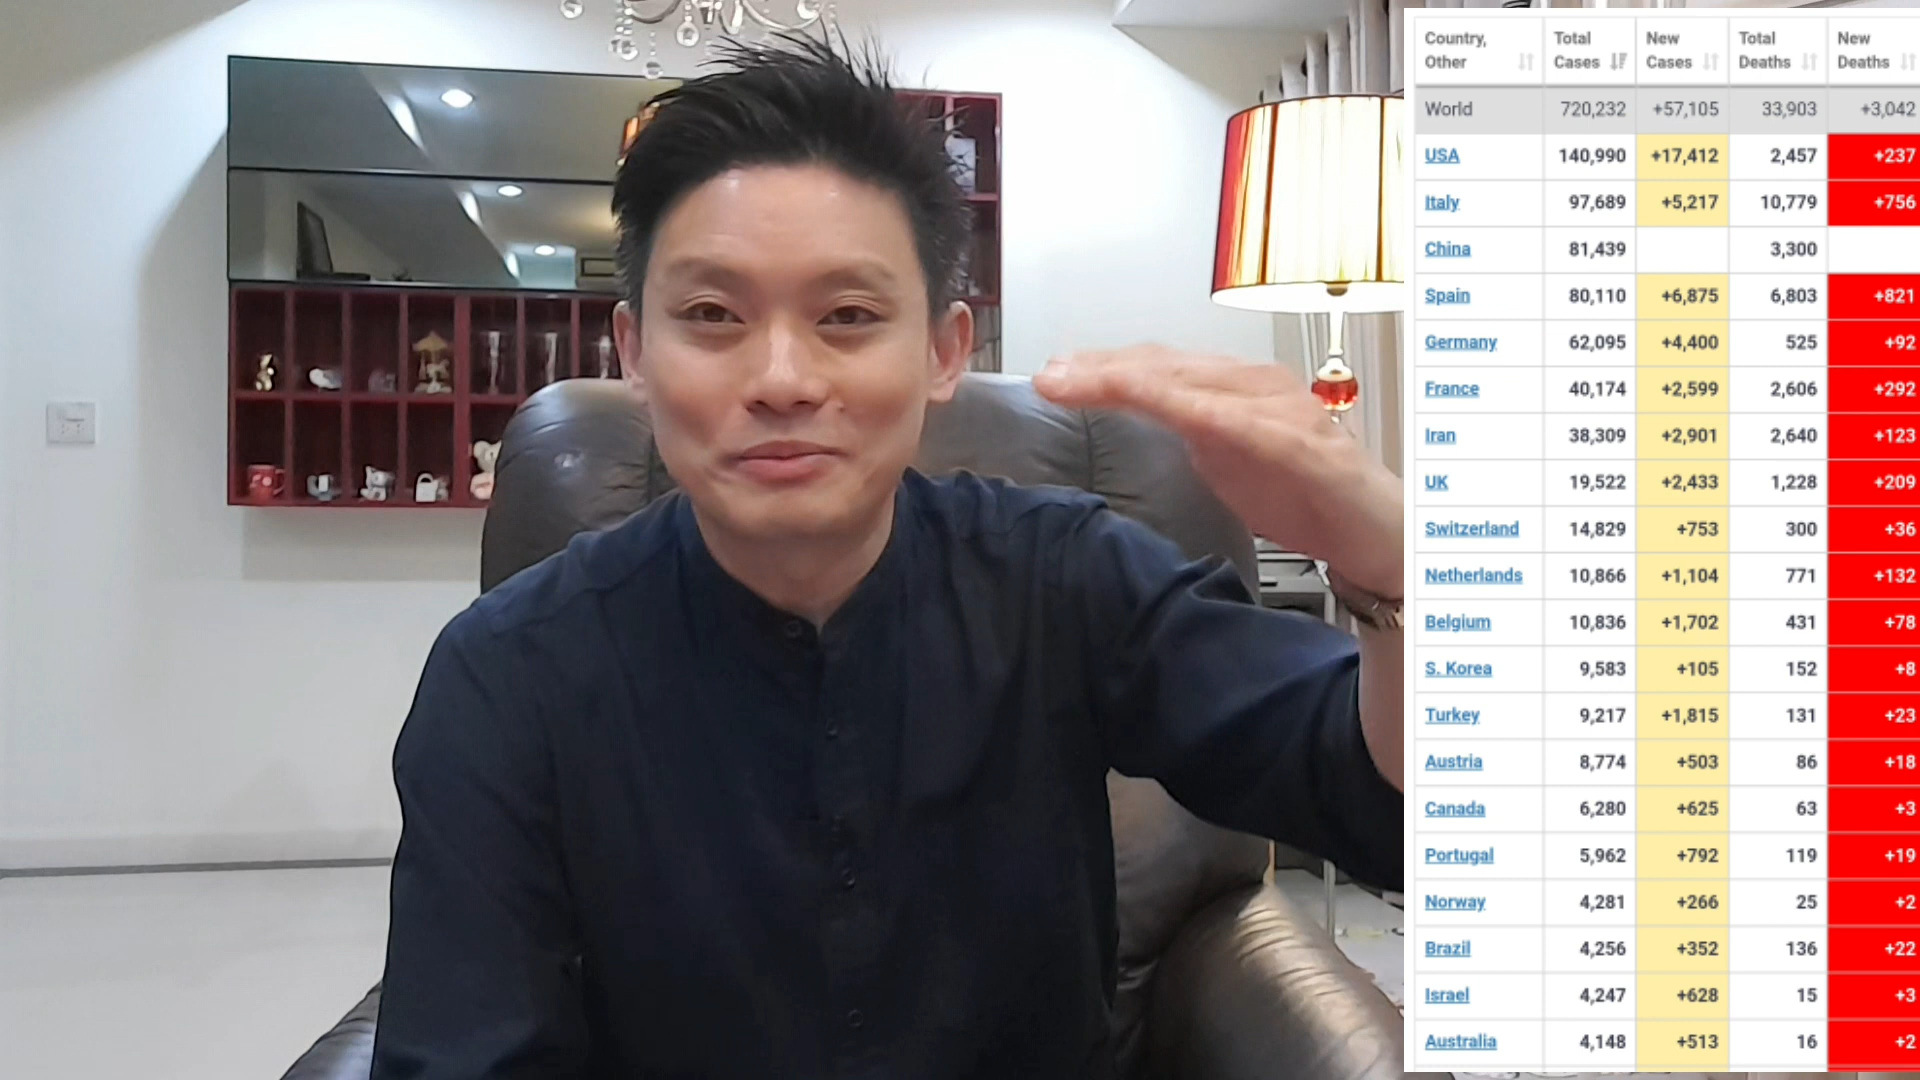 Country, Other Total Cases New Cases Total Deaths New Deaths
World 720,232 +57,105 33,903 +3,042
USA 140,990 +17,412 2,457 +237
Italy 97,689 +5,217 10,779 +756
China 81,439 3,300
Spain 80,110 +6,875 6,803 +821
Germany 62,095 +4,400 525 +92
France 40,174 +2,599 2,606 +292
Iran 38,309 +2,901 2,640 +123
UK 19,522 +2,433 1,228 +209
Switzerland 14,829 +753 300 +36
Netherlands 10,866 +1,104 771 +132
Belgium 10,836 +1,702 431 +78
S. Korea 9,583 +105 152 +8
Turkey 9,217 +1,815 131 +23
Austria 8,774 +503 86 +18
Canada 6,280 +625 63 +3
Portugal 5,962 +792 119 +19
Norway 4,281 +266 25 +2
Brazil 4,256 +352 136 +22
Israel 4,247 +628 15 +3
Australia 4,148 +513 16 +2